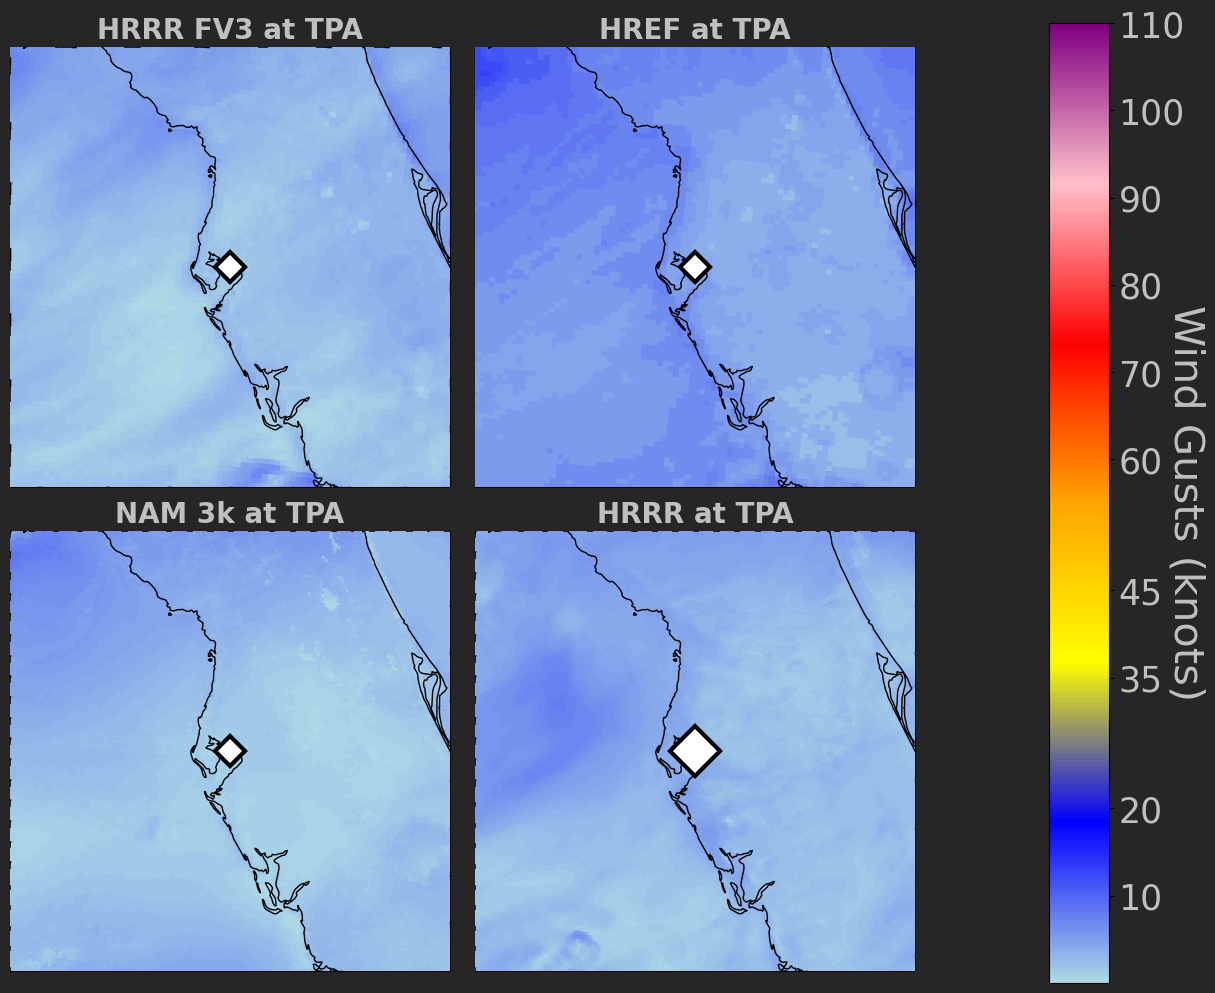 HRRR FV3 at TPA
HREF at TPA
NAM 3k at TPA
HRRR at TPA
110
100
90
80
70
60
45
35
20
10
Wind Gusts (knots)